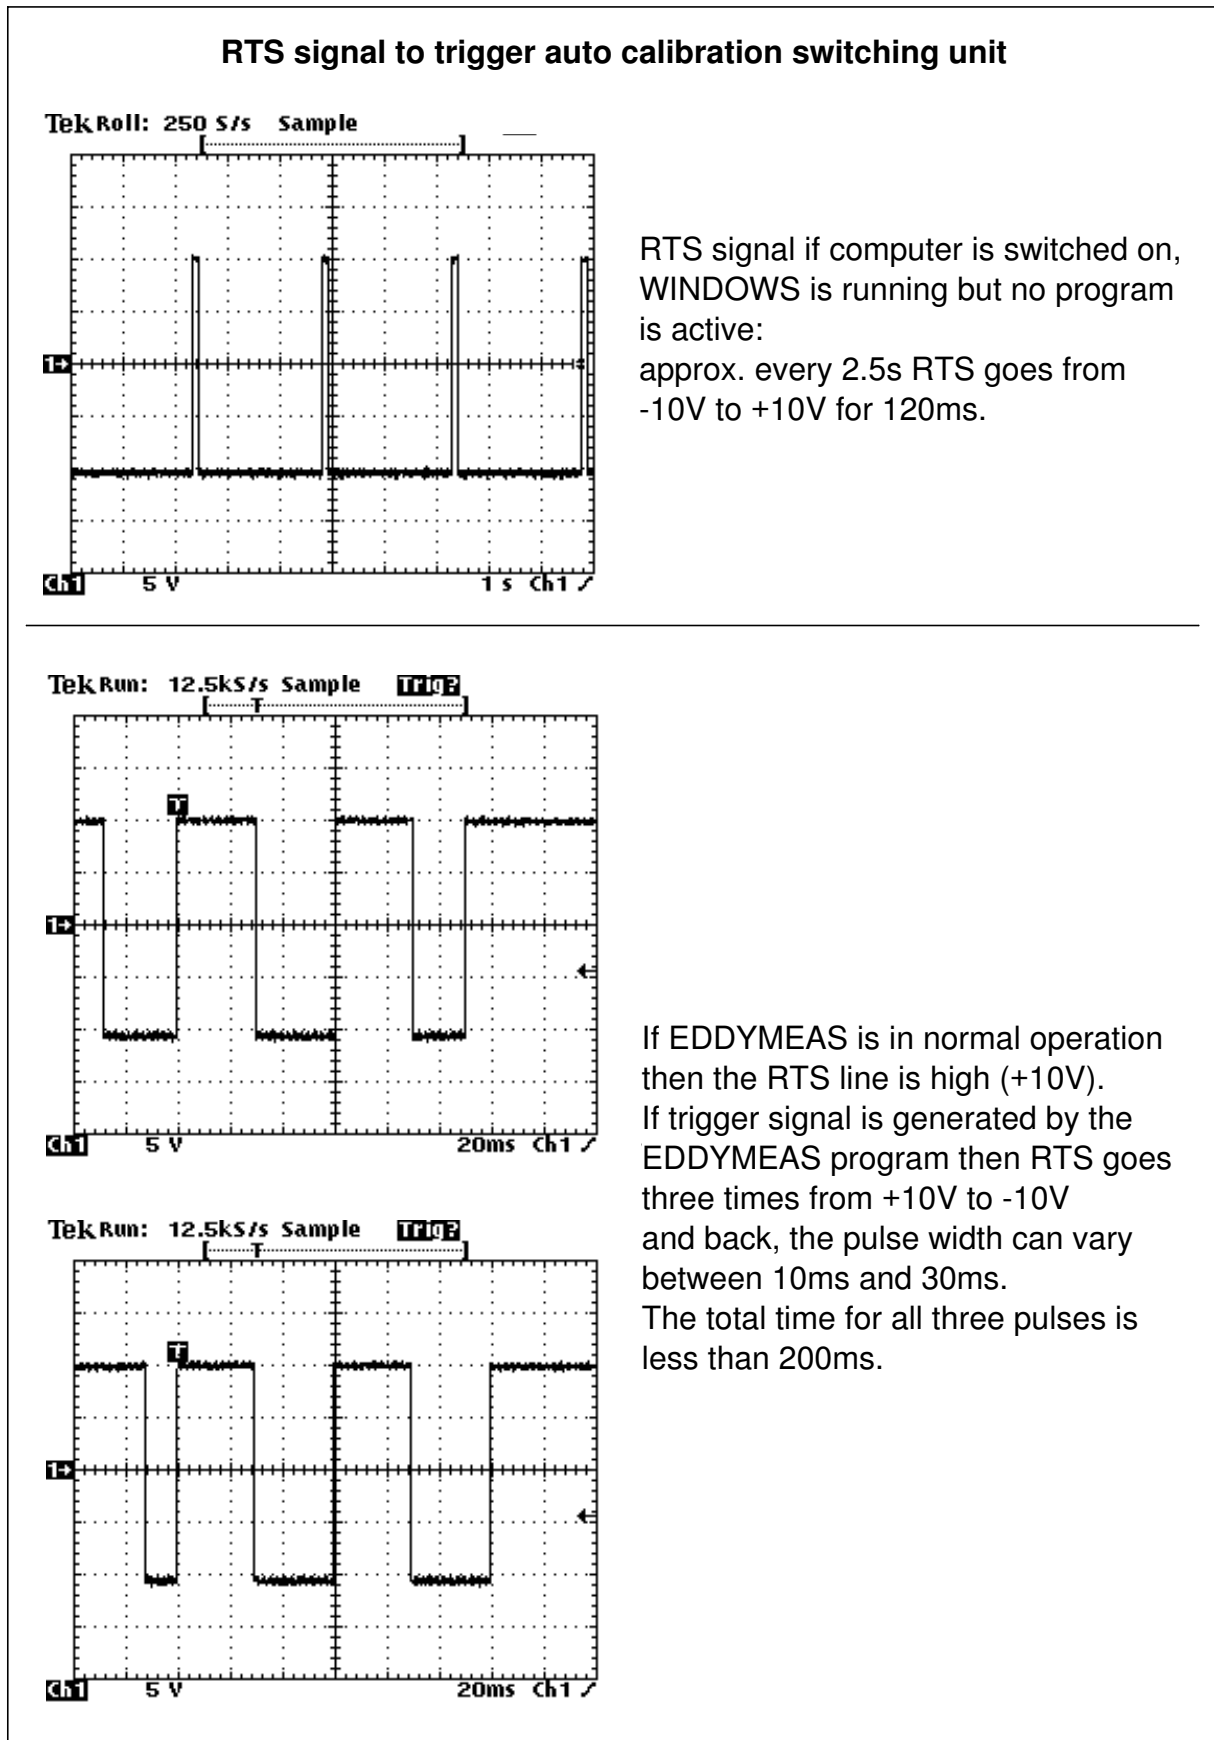 RTS signal to trigger auto calibration switching unit
Tek Roll: 250 S/s Sample
1→
Ch1 5 V 1 s Ch1
RTS signal if computer is switched on,
WINDOWS is running but no program
is active:
approx. every 2.5s RTS goes from
-10V to +10V for 120ms.
Tek Run: 12.5kS/s Sample Trig?
T
T
1→
Ch1 5 V 20ms Ch1
Tek Run: 12.5kS/s Sample Trig?
T
T
1→
Ch1 5 V 20ms Ch1
If EDDYMEAS is in normal operation
then the RTS line is high (+10V).
If trigger signal is generated by the
EDDYMEAS program then RTS goes
three times from +10V to -10V
and back, the pulse width can vary
between 10ms and 30ms.
The total time for all three pulses is
less than 200ms.